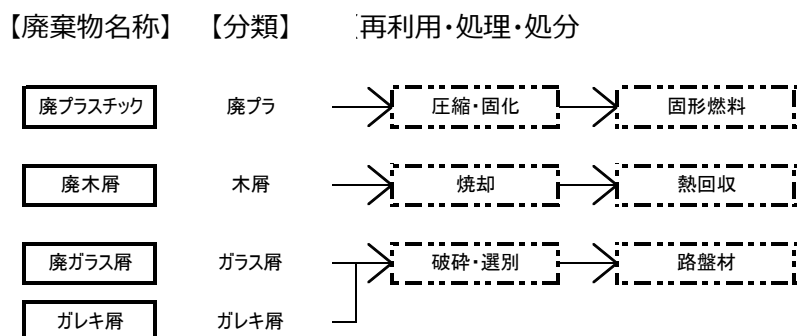 【廃棄物名称】 【分類】 再利用・処理・処分
廃プラスチック 廃プラ 圧縮・固化 固形燃料
廃木屑 木屑 焼却 熱回収
廃ガラス屑 ガラス屑 破砕・選別 路盤材
ガレキ屑 ガレキ屑